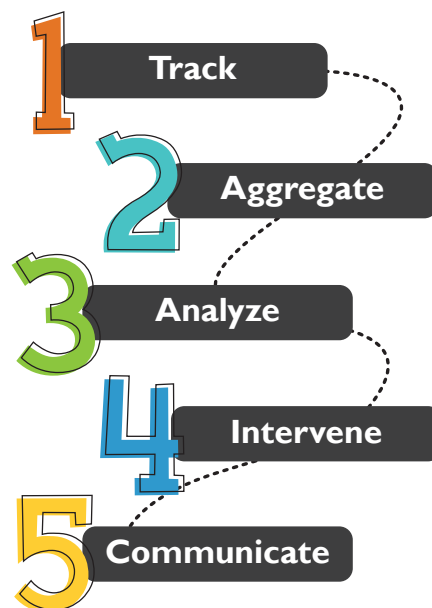 1 Track
2 Aggregate
3 Analyze
4 Intervene
5 Communicate